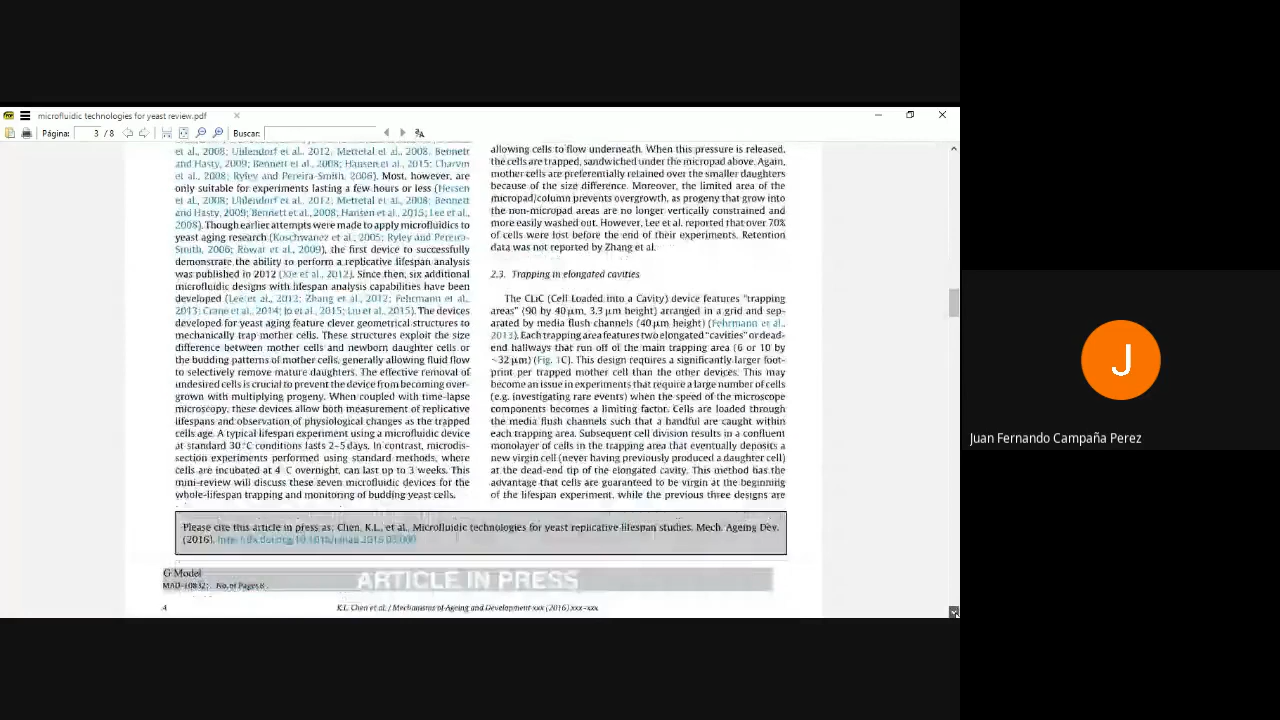 microfluidic technologies for yeast review.pdf
Página: 3 / 8 Buscar:
et al., 2008; Uhlendorf et al., 2012; Mettetal et al., 2008; Bennett
and Hasty, 2009; Bennett et al., 2008; Hansen et al., 2015; Charvin
et al., 2008; Ryley and Pereira-Smith, 2006). Most, however, are
only suitable for experiments lasting a few hours or less (Hersen
et al., 2008; Uhlendorf et al., 2012; Mettetal et al., 2008; Bennett
and Hasty, 2009; Bennett et al., 2008; Hansen et al., 2015; Lee et al.,
2008). Though earlier attempts were made to apply microfluidics to
yeast aging research (Koschwanez et al., 2005; Ryley and Pereira-
Smith, 2006; Rowat et al., 2009), the first device to successfully
demonstrate the ability to perform a replicative lifespan analysis
was published in 2012 (Xie et al., 2012). Since then, six additional
microfluidic designs with lifespan analysis capabilities have been
developed (Lee et al., 2012; Zhang et al., 2012; Fehrmann et al.,
2013; Crane et al., 2014; Jo et al., 2015; Liu et al., 2015). The devices
developed for yeast aging feature clever geometrical structures to
mechanically trap mother cells. These structures exploit the size
difference between mother cells and newborn daughter cells or
the budding patterns of mother cells, generally allowing fluid flow
to selectively remove mature daughters. The effective removal of
undesired cells is crucial to prevent the device from becoming over-
grown with multiplying progeny. When coupled with time-lapse
microscopy, these devices allow both measurement of replicative
lifespans and observation of physiological changes as the trapped
cells age. A typical lifespan experiment using a microfluidic device
at standard 30 °C conditions lasts 2–5 days. In contrast, microdis-
section experiments performed using standard methods, where
cells are incubated at 4 °C overnight, can last up to 3 weeks. This
mini-review will discuss these seven microfluidic devices for the
whole-lifespan trapping and monitoring of budding yeast cells.
allowing cells to flow underneath. When this pressure is released,
the cells are trapped, sandwiched under the micropad above. Again,
mother cells are preferentially retained over the smaller daughters
because of the size difference. Moreover, the limited area of the
micropad/column prevents overgrowth, as progeny that grow into
the non-micropad areas are no longer vertically constrained and
more easily washed out. However, Lee et al. reported that over 70%
of cells were lost before the end of their experiments. Retention
data was not reported by Zhang et al.
2.3. Trapping in elongated cavities
The CLiC (Cell Loaded into a Cavity) device features "trapping
areas" (90 by 40 μm, 3.3 μm height) arranged in a grid and sep-
arated by media flush channels (40 μm height) (Fehrmann et al.,
2013). Each trapping area features two elongated "cavities" or dead-
end hallways that run off of the main trapping area (6 or 10 by
~32 μm) (Fig. 1C). This design requires a significantly larger foot-
print per trapped mother cell than the other devices. This may
become an issue in experiments that require a large number of cells
(e.g. investigating rare events) when the speed of the microscope
components becomes a limiting factor. Cells are loaded through
the media flush channels such that a handful are caught within
each trapping area. Subsequent cell division results in a confluent
monolayer of cells in the trapping area that eventually deposits a
new virgin cell (never having previously produced a daughter cell)
at the dead-end tip of the elongated cavity. This method has the
advantage that cells are guaranteed to be virgin at the beginning
of the lifespan experiment, while the previous three designs are
Please cite this article in press as: Chen, K.L., et al., Microfluidic technologies for yeast replicative lifespan studies. Mech. Ageing Dev.
(2016),
G Model
MAD-10832; No. of Pages 8
ARTICLE IN PRESS
4
K.L. Chen et al. / Mechanisms of Ageing and Development xxx (2016) xxx–xxx
J
Juan Fernando Campaña Perez